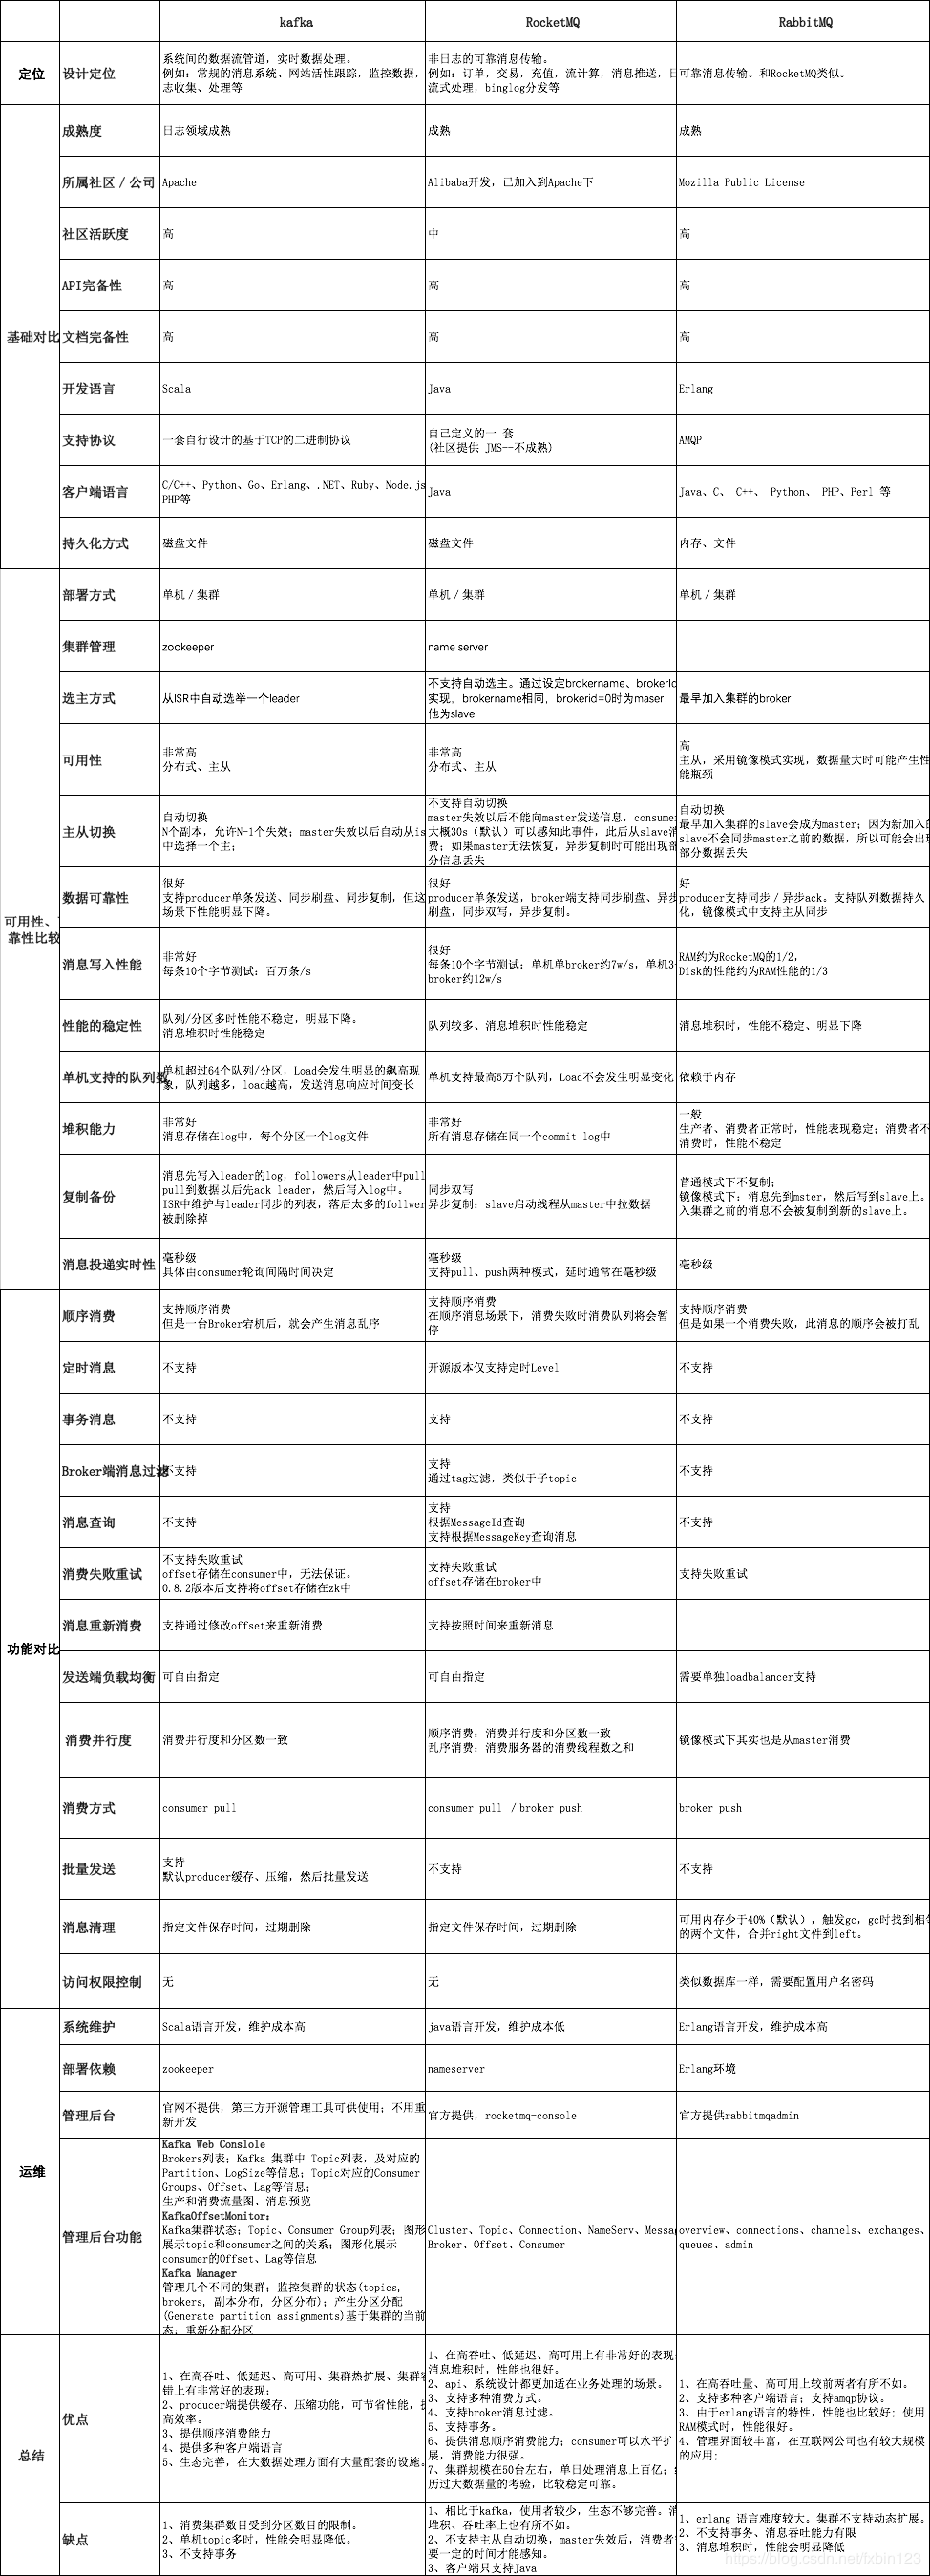 kafka RocketMQ RabbitMQ
定位 设计定位
系统间的数据流管道，实时数据处理。
例如：常规的消息系统、网站活性跟踪，监控数据，
志收集、处理等
非日志的可靠消息传输。
例如：订单，交易，充值，流计算，消息推送，日
流式处理，binglog分发等
可靠消息传输。和RocketMQ类似。
基础对比
成熟度 日志领域成熟 成熟 成熟
所属社区／公司 Apache Alibaba开发，已加入到Apache下 Mozilla Public License
社区活跃度 高 中 高
API完备性 高 高 高
文档完备性 高 高 高
开发语言 Scala Java Erlang
支持协议 一套自行设计的基于TCP的二进制协议
自己定义的一 套
(社区提供 JMS--不成熟)
AMQP
客户端语言
C/C++、Python、Go、Erlang、.NET、Ruby、Node.js
PHP等
Java
Java、C、 C++、 Python、 PHP、Perl 等
持久化方式 磁盘文件 磁盘文件 内存、文件
可用性、
靠性比较
部署方式 单机／集群 单机／集群 单机／集群
集群管理 zookeeper name server
选主方式 从ISR中自动选举一个leader
不支持自动选主。通过设定brokername、brokerId
实现，brokername相同，brokerid=0时为maser，
他为slave
最早加入集群的broker
可用性
非常高
分布式、主从
非常高
分布式、主从
高
主从，采用镜像模式实现，数据量大时可能产生性
能瓶颈
主从切换
自动切换
N个副本，允许N-1个失效；master失效以后自动从is
中选择一个主；
不支持自动切换
master失效以后不能向master发送信息，consumer
大概30s（默认）可以感知此事件，此后从slave消
费；如果master无法恢复，异步复制时可能出现部
分信息丢失
自动切换
最早加入集群的slave会成为master；因为新加入的
slave不会同步master之前的数据，所以可能会出现
部分数据丢失
数据可靠性
很好
支持producer单条发送、同步刷盘、同步复制，但这
场景下性能明显下降。
很好
producer单条发送，broker端支持同步刷盘、异步
刷盘，同步双写，异步复制。
好
producer支持同步／异步ack。支持队列数据持久
化，镜像模式中支持主从同步
消息写入性能
非常好
每条10个字节测试：百万条/s
很好
每条10个字节测试：单机单broker约7w/s，单机3
broker约12w/s
RAM约为RocketMQ的1/2，
Disk的性能约为RAM性能的1/3
性能的稳定性
队列/分区多时性能不稳定，明显下降。
消息堆积时性能稳定
队列较多、消息堆积时性能稳定
消息堆积时，性能不稳定、明显下降
单机支持的队列数
单机超过64个队列/分区，Load会发生明显的飙高现
象，队列越多，load越高，发送消息响应时间变长
单机支持最高5万个队列，Load不会发生明显变化
依赖于内存
堆积能力
非常好
消息存储在log中，每个分区一个log文件
非常好
所有消息存储在同一个commit log中
一般
生产者、消费者正常时，性能表现稳定；消费者不
消费时，性能不稳定
复制备份
消息先写入leader的log，followers从leader中pull
pull到数据以后先ack leader，然后写入log中。
ISR中维护与leader同步的列表，落后太多的follwer
被删除掉
同步双写
异步复制：slave启动线程从master中拉数据
普通模式下不复制；
镜像模式下：消息先到mster，然后写到slave上。
入集群之前的消息不会被复制到新的slave上。
消息投递实时性
毫秒级
具体由consumer轮询间隔时间决定
毫秒级
支持pull、push两种模式，延时通常在毫秒级
毫秒级
功能对比
顺序消费
支持顺序消费
但是一台Broker宕机后，就会产生消息乱序
支持顺序消费
在顺序消息场景下，消费失败时消费队列将会暂
停
支持顺序消费
但是如果一个消费失败，此消息的顺序会被打乱
定时消息 不支持 开源版本仅支持定时Level 不支持
事务消息 不支持 支持 不支持
Broker端消息过滤 不支持
支持
通过tag过滤，类似于子topic
不支持
消息查询 不支持
支持
根据MessageId查询
支持根据MessageKey查询消息
不支持
消费失败重试
不支持失败重试
offset存储在consumer中，无法保证。
0.8.2版本后支持将offset存储在zk中
支持失败重试
offset存储在broker中
支持失败重试
消息重新消费 支持通过修改offset来重新消费 支持按照时间来重新消息
发送端负载均衡 可自由指定 可自由指定 需要单独loadbalancer支持
消费并行度 消费并行度和分区数一致
顺序消费：消费并行度和分区数一致
乱序消费：消费服务器的消费线程数之和
镜像模式下其实也是从master消费
消费方式 consumer pull consumer pull ／broker push broker push
批量发送
支持
默认producer缓存、压缩，然后批量发送
不支持 不支持
消息清理 指定文件保存时间，过期删除 指定文件保存时间，过期删除
可用内存少于40%（默认），触发gc，gc时找到相邻
的两个文件，合并right文件到left。
访问权限控制 无 无 类似数据库一样，需要配置用户名密码
运维
系统维护 Scala语言开发，维护成本高 java语言开发，维护成本低 Erlang语言开发，维护成本高
部署依赖 zookeeper nameserver Erlang环境
管理后台
官网不提供，第三方开源管理工具可供使用；不用重
新开发
官方提供，rocketmq-console
官方提供rabbitmqadmin
管理后台功能
Kafka Web Conslole
Brokers列表；Kafka 集群中 Topic列表，及对应的
Partition、LogSize等信息；Topic对应的Consumer
Groups、Offset、Lag等信息；
生产和消费流量图、消息预览
KafkaOffsetMonitor：
Kafka集群状态；Topic、Consumer Group列表；图形
展示topic和consumer之间的关系；图形化展示
consumer的Offset、Lag等信息
Kafka Manager
管理几个不同的集群；监控集群的状态(topics,
brokers, 副本分布, 分区分布)；产生分区分配
(Generate partition assignments)基于集群的当前
态；重新分配分区
Cluster、Topic、Connection、NameServ、Messag
Broker、Offset、Consumer
overview、connections、channels、exchanges、
queues、admin
总结
优点
1、在高吞吐、低延迟、高可用、集群热扩展、集群容
错上有非常好的表现；
2、producer端提供缓存、压缩功能，可节省性能，提
高效率。
3、提供顺序消费能力
4、提供多种客户端语言
5、生态完善，在大数据处理方面有大量配套的设施。
1、在高吞吐、低延迟、高可用上有非常好的表现
消息堆积时，性能也很好。
2、api、系统设计都更加适在业务处理的场景。
3、支持多种消费方式。
4、支持broker消息过滤。
5、支持事务。
6、提供消息顺序消费能力；consumer可以水平扩
展，消费能力很强。
7、集群规模在50台左右，单日处理消息上百亿；
历过大数据量的考验，比较稳定可靠。
1、在高吞吐量、高可用上较前两者有所不如。
2、支持多种客户端语言；支持amqp协议。
3、由于erlang语言的特性，性能也比较好；使用
RAM模式时，性能很好。
4、管理界面较丰富，在互联网公司也有较大规模
的应用；
缺点
1、消费集群数目受到分区数目的限制。
2、单机topic多时，性能会明显降低。
3、不支持事务
1、相比于kafka，使用者较少，生态不够完善。消
堆积、吞吐率上也有所不如。
2、不支持主从自动切换，master失效后，消费者
要一定的时间才能感知。
3、客户端只支持Java
1、erlang 语言难度较大。集群不支持动态扩展。
2、不支持事务、消息吞吐能力有限
3、消息堆积时，性能会明显降低
https://blog.csdn.net/fxbin123